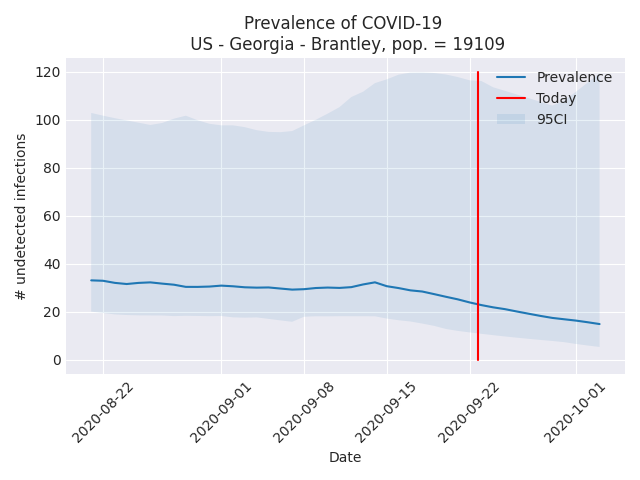 Prevalence of COVID-19
US - Georgia - Brantley, pop. = 19109
120
100
80
60
40
20
0
# undetected infections
Prevalence
Today
95CI
2020-08-22
2020-09-01
2020-09-08
2020-09-15
2020-09-22
2020-10-01
Date